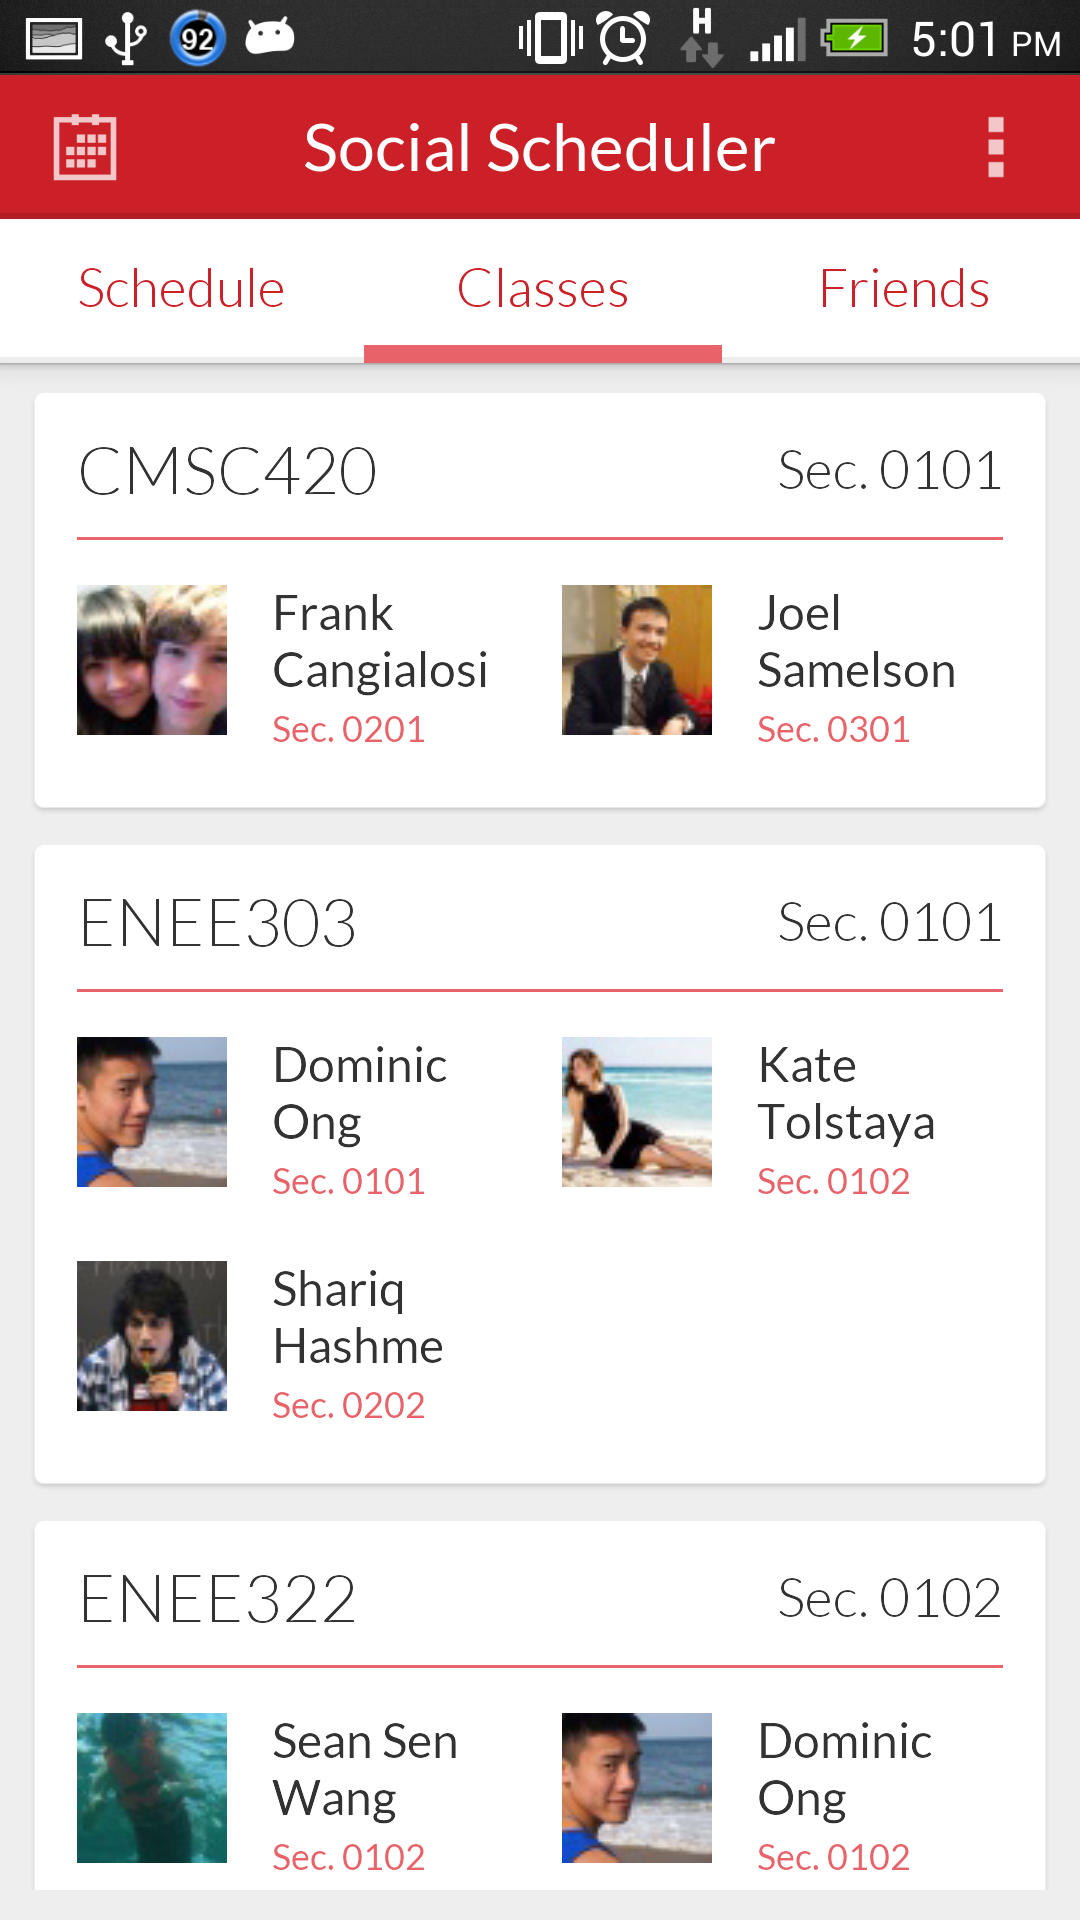 92 H 5:01 PM
Social Scheduler
Schedule Classes Friends
CMSC420 Sec. 0101
Frank
Cangialosi
Sec. 0201
Joel
Samelson
Sec. 0301
ENEE303 Sec. 0101
Dominic
Ong
Sec. 0101
Kate
Tolstaya
Sec. 0102
Shariq
Hashme
Sec. 0202
ENEE322 Sec. 0102
Sean Sen
Wang
Sec. 0102
Dominic
Ong
Sec. 0102